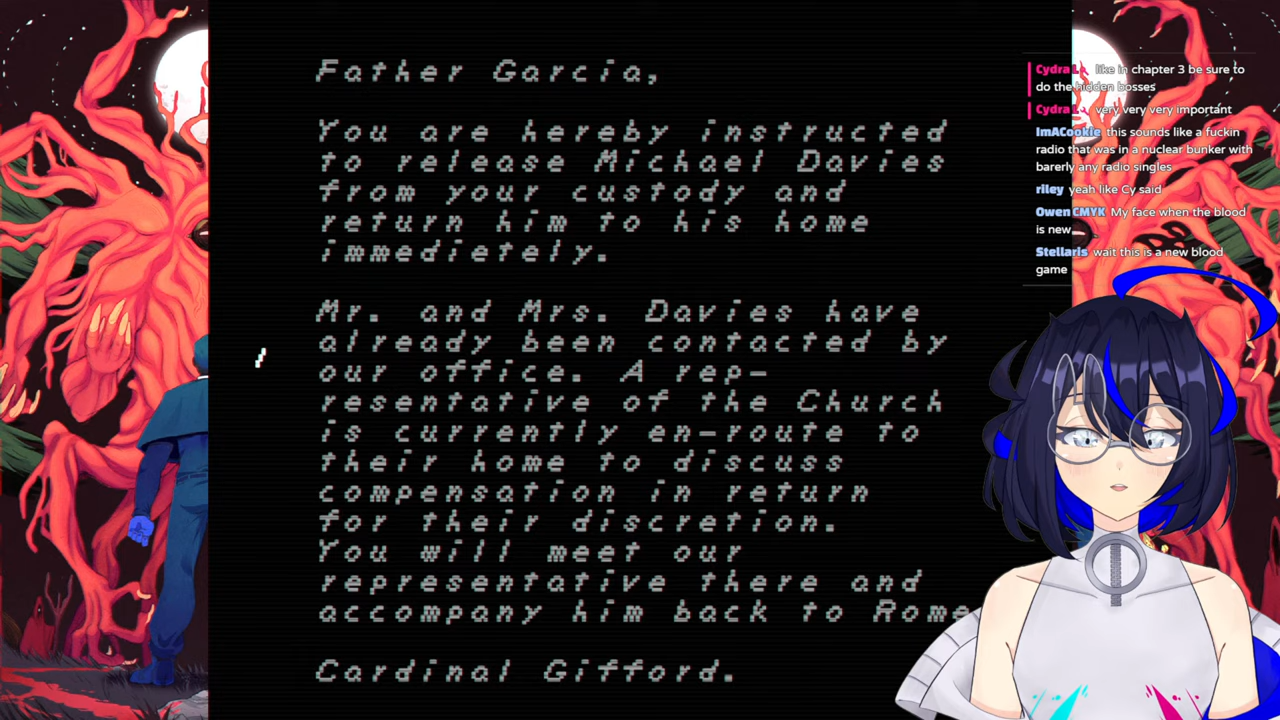 Father Garcia,
You are hereby instructed
to release Michael Davies
from your custody and
return him to his home
immedietely.
Mr. and Mrs. Davies have
already been contacted by
our office. A rep-
resentative of the Church
is currently en-route to
their home to discuss
compensation in return
for their discretion.
You will meet our
representative there and
accompany him back to Rome
Cardinal Gifford.
like in chapter 3 be sure to
do the hidden bosses
very very very important
ImACookie this sounds like a fuckin
radio that was in a nuclear bunker with
barerly any radio singles
riley yeah like Cy said
OwenCMYK My face when the blood
is new
Stellaris wait this is a new blood
game